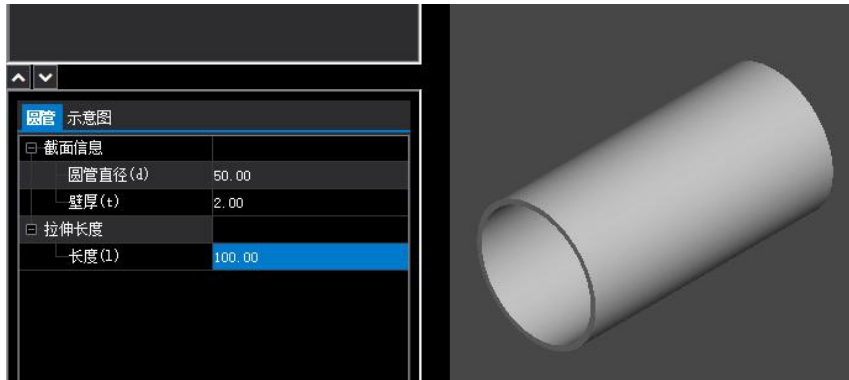 圆管 示意图
截面信息
圆管直径(d) 50.00
壁厚(t) 2.00
拉伸长度
长度(l) 100.00